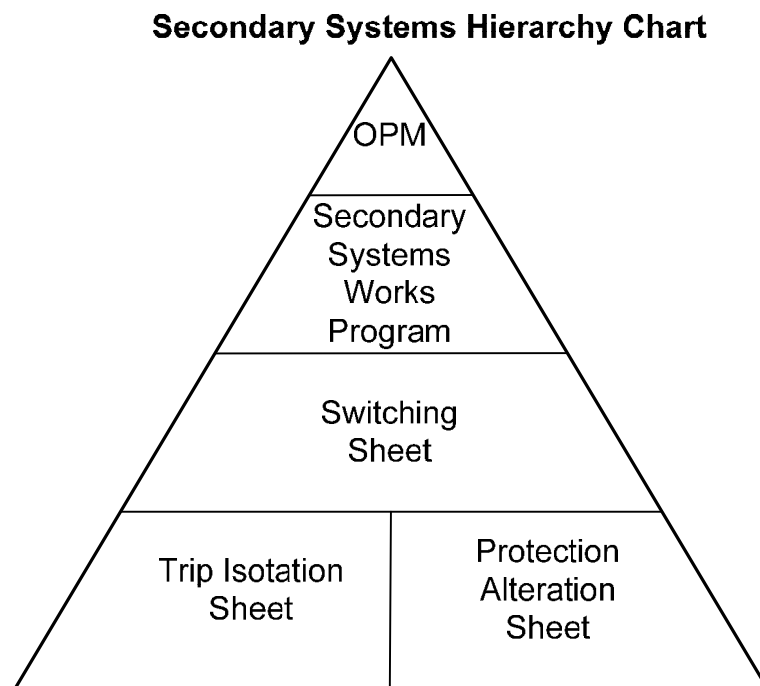 Secondary Systems Hierarchy Chart
OPM
Secondary
Systems
Works
Program
Switching
Sheet
Trip Isotation
Sheet
Protection
Alteration
Sheet